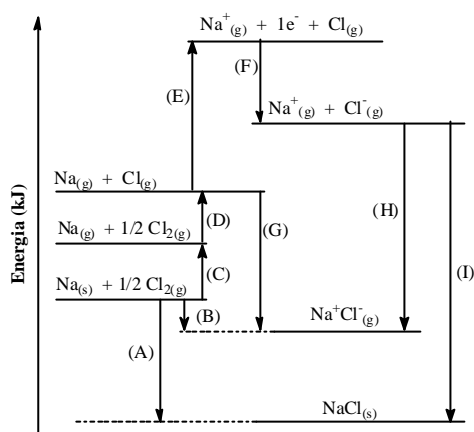 Na⁺(g) + 1e⁻ + Cl(g)
(F)
(E)
Na⁺(g) + Cl⁻(g)
Na(g) + Cl(g)
(D)
(G)
(H)
Na(g) + 1/2 Cl₂(g)
(C)
(I)
Na(s) + 1/2 Cl₂(g)
(B)
Na⁺Cl⁻(g)
(A)
NaCl(s)
Energia (kJ)